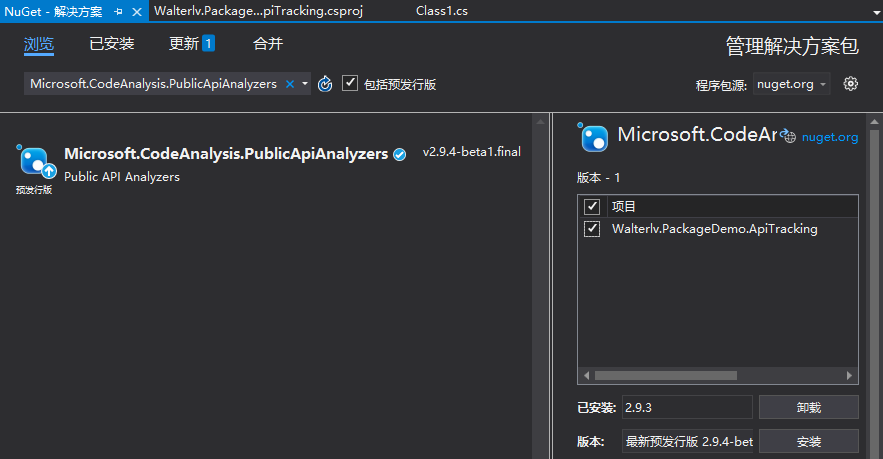 NuGet - 解决方案
Walterlv.Package...piTracking.csproj
Class1.cs
浏览
已安装
更新 1
合并
管理解决方案包
Microsoft.CodeAnalysis.PublicApiAnalyzers
包括预发行版
程序包源: nuget.org
Microsoft.CodeAnalysis.PublicApiAnalyzers
v2.9.4-beta1.final
Public API Analyzers
预发行版
Microsoft.CodeAr
nuget.org
版本 - 1
项目
Walterlv.PackageDemo.ApiTracking
已安装: 2.9.3
卸载
版本: 最新预发行版 2.9.4-bet
安装